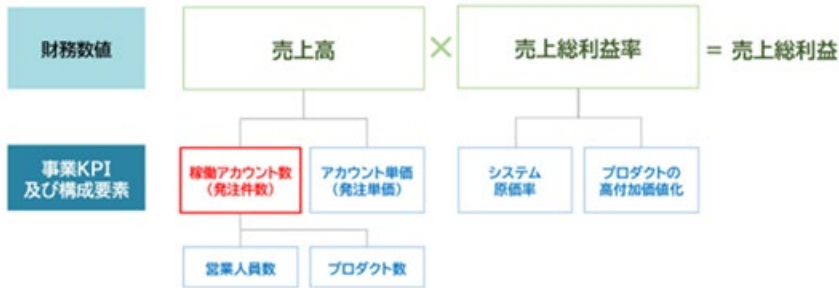 財務数値
売上高
×
売上総利益率
= 売上総利益
事業KPI
及び構成要素
稼働アカウント数
(発注件数)
アカウント単価
(発注単価)
システム
原価率
プロダクトの
高付加価値化
営業人員数
プロダクト数